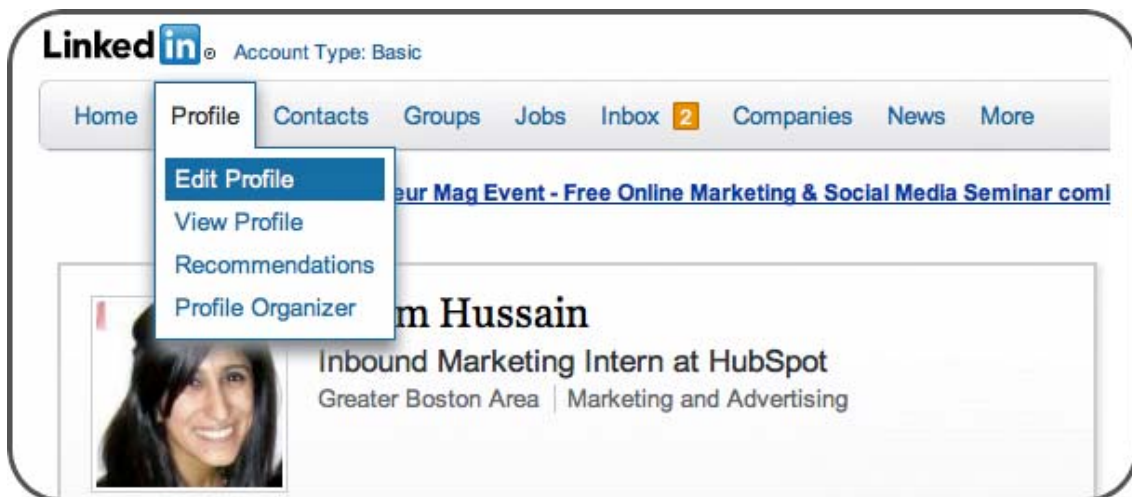 Linked in ® Account Type: Basic
Home Profile Contacts Groups Jobs Inbox 2 Companies News More
Edit Profile
eur Mag Event - Free Online Marketing & Social Media Seminar comi
View Profile
Recommendations
Profile Organizer
m Hussain
Inbound Marketing Intern at HubSpot
Greater Boston Area | Marketing and Advertising